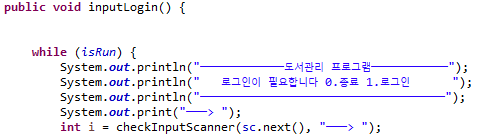 public void inputLogin() {
while (isRun) {
System.out.println("────────────도서관리 프로그램───────────");
System.out.println("   로그인이 필요합니다 0.종료 1.로그인      ");
System.out.println("───────────────────────────────────");
System.out.print("───> ");
int i = checkInputScanner(sc.next(), "───> ");